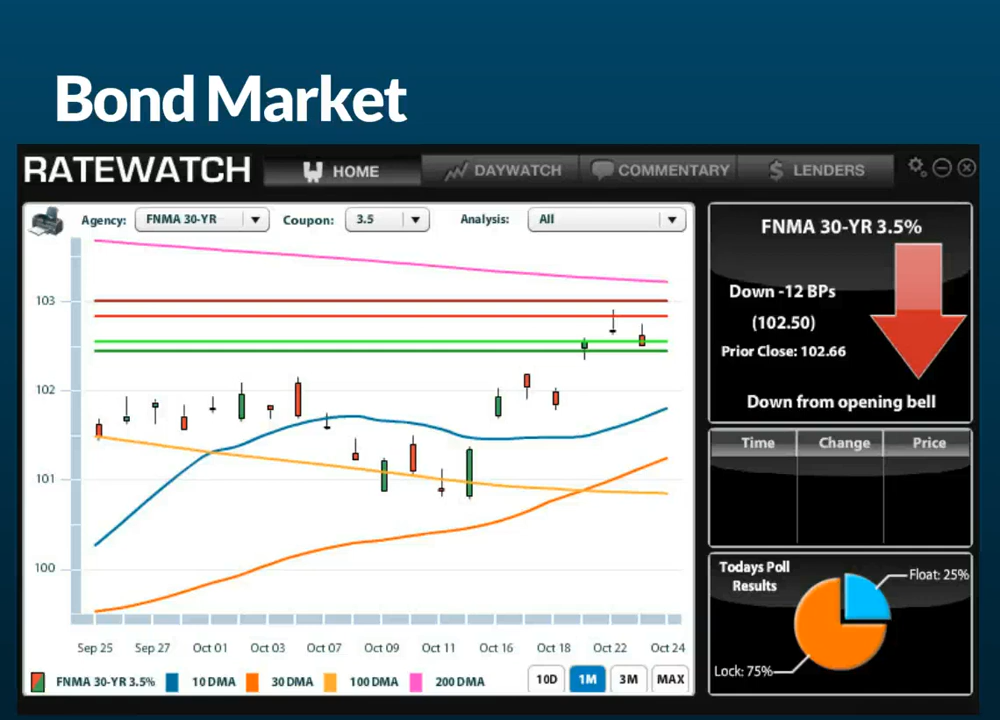 Bond Market
RATEWATCH HOME DAYWATCH COMMENTARY $ LENDERS
Agency: FNMA 30-YR Coupon: 3.5 Analysis: All
103
102
101
100
Sep 25 Sep 27 Oct 01 Oct 03 Oct 07 Oct 09 Oct 11 Oct 16 Oct 18 Oct 22 Oct 24
FNMA 30-YR 3.5% 10 DMA 30 DMA 100 DMA 200 DMA 10D 1M 3M MAX
FNMA 30-YR 3.5%
Down -12 BPs
(102.50)
Prior Close: 102.66
Down from opening bell
Time Change Price
Todays Poll
Results
Float: 25%
Lock: 75%